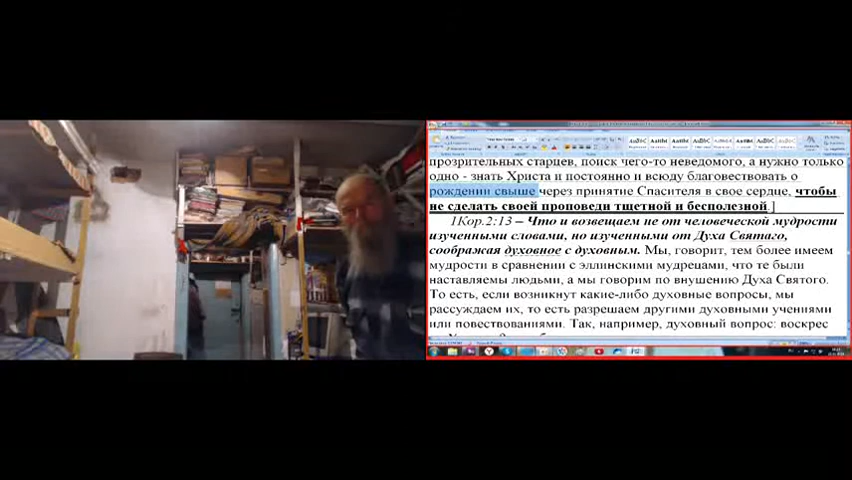 прозрительных старцев, поиск чего-то неведомого, а нужно только
одно - знать Христа и постоянно и всюду благовествовать о
рождении свыше через принятие Спасителя в свое сердце, чтобы
не сделать своей проповеди тщетной и бесполезной.]
1Кор.2:13 – Что и возвещаем не от человеческой мудрости
изученными словами, но изученными от Духа Святаго,
соображая духовное с духовным. Мы, говорит, тем более имеем
мудрости в сравнении с эллинскими мудрецами, что те были
наставляемы людьми, а мы говорим по внушению Духа Святого.
То есть, если возникнут какие-либо духовные вопросы, мы
рассуждаем их, то есть разрешаем другими духовными учениями
или повествованиями. Так, например, духовный вопрос: воскрес